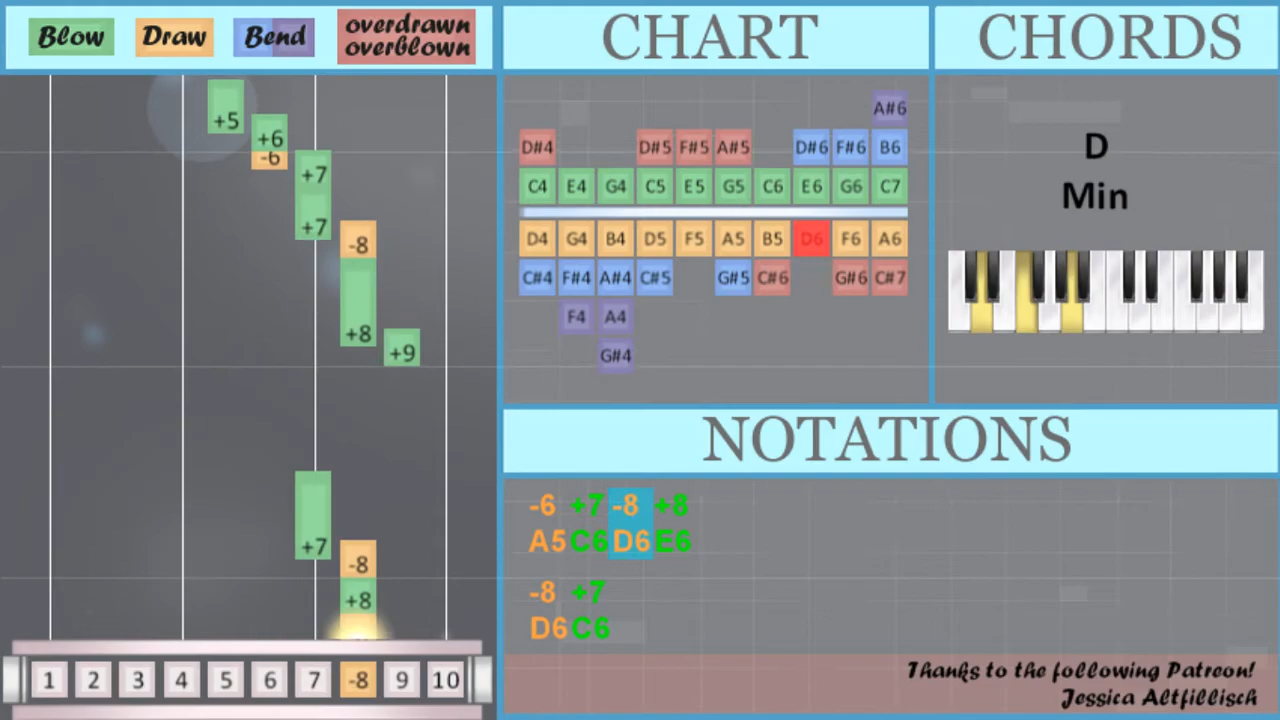 Blow Draw Bend overdrawn
overblown
CHART
CHORDS
+5
+6
-6
+7
+7
-8
+8
+9
+7
-8
+8
1 2 3 4 5 6 7 -8 9 10
A#6
D#4 D#5 F#5 A#5 D#6 F#6 B6
C4 E4 G4 C5 E5 G5 C6 E6 G6 C7
D4 G4 B4 D5 F5 A5 B5 D6 F6 A6
C#4 F#4 A#4 C#5 G#5 C#6 G#6 C#7
F4 A4
G#4
D
Min
NOTATIONS
-6 +7 -8 +8
A5 C6 D6 E6
-8 +7
D6 C6
Thanks to the following Patreon!
Jessica Altfillisch